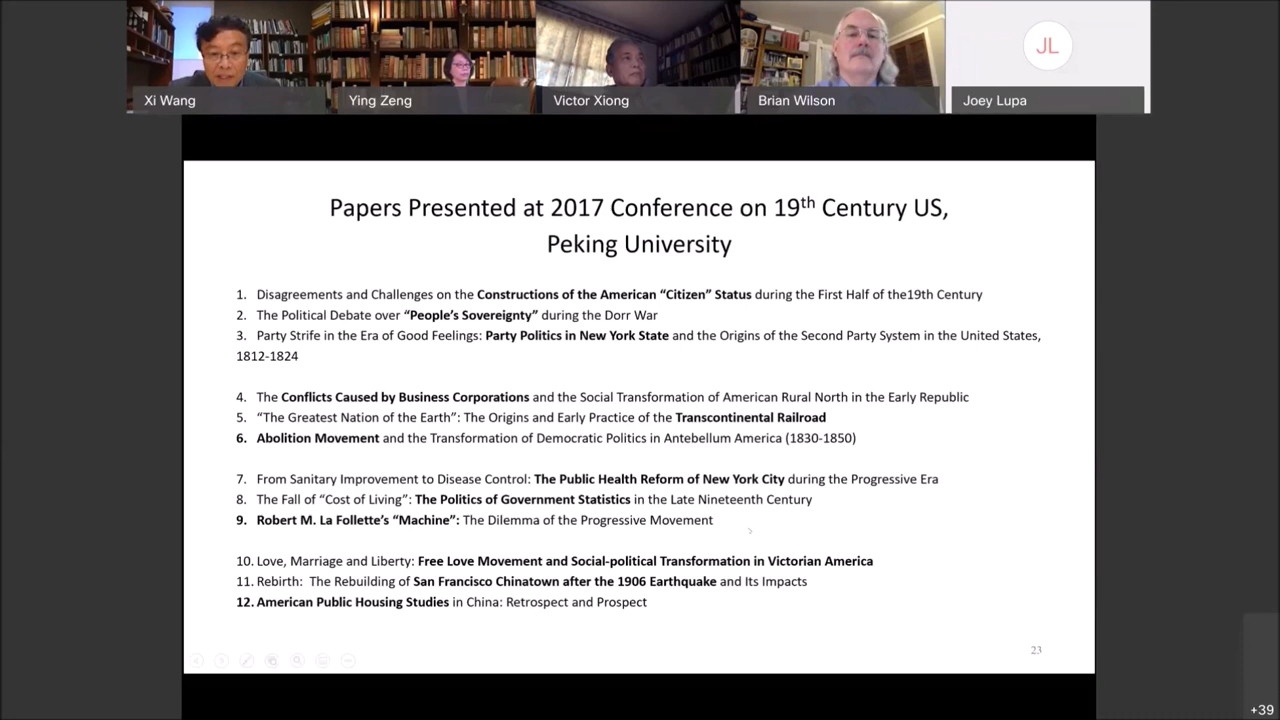 JL
Xi Wang
Ying Zeng
Victor Xiong
Brian Wilson
Joey Lupa
Papers Presented at 2017 Conference on 19th Century US,
Peking University
1. Disagreements and Challenges on the Constructions of the American “Citizen” Status during the First Half of the19th Century
2. The Political Debate over “People’s Sovereignty” during the Dorr War
3. Party Strife in the Era of Good Feelings: Party Politics in New York State and the Origins of the Second Party System in the United States,
1812-1824
4. The Conflicts Caused by Business Corporations and the Social Transformation of American Rural North in the Early Republic
5. “The Greatest Nation of the Earth”: The Origins and Early Practice of the Transcontinental Railroad
6. Abolition Movement and the Transformation of Democratic Politics in Antebellum America (1830-1850)
7. From Sanitary Improvement to Disease Control: The Public Health Reform of New York City during the Progressive Era
8. The Fall of “Cost of Living”: The Politics of Government Statistics in the Late Nineteenth Century
9. Robert M. La Follette’s “Machine”: The Dilemma of the Progressive Movement
10. Love, Marriage and Liberty: Free Love Movement and Social-political Transformation in Victorian America
11. Rebirth: The Rebuilding of San Francisco Chinatown after the 1906 Earthquake and Its Impacts
12. American Public Housing Studies in China: Retrospect and Prospect
23
+39